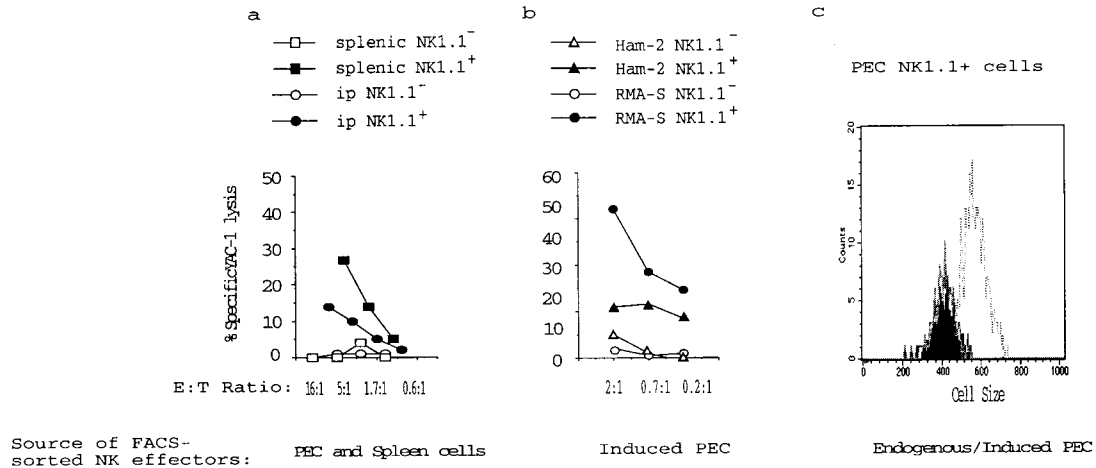 a
splenic NK1.1-
splenic NK1.1+
ip NK1.1-
ip NK1.1+
% Specific YAC-1 lysis
50
40
30
20
10
0
E:T Ratio: 16:1 5:1 1.7:1 0.6:1
b
Ham-2 NK1.1-
Ham-2 NK1.1+
RMA-S NK1.1-
RMA-S NK1.1+
60
50
40
30
20
10
0
2:1 0.7:1 0.2:1
c
PEC NK1.1+ cells
Counts
20
15
10
5
0
0 200 400 600 800 1000
Cell Size
Source of FACS-
sorted NK effectors:
PEC and Spleen cells
Induced PEC
Endogenous/Induced PEC